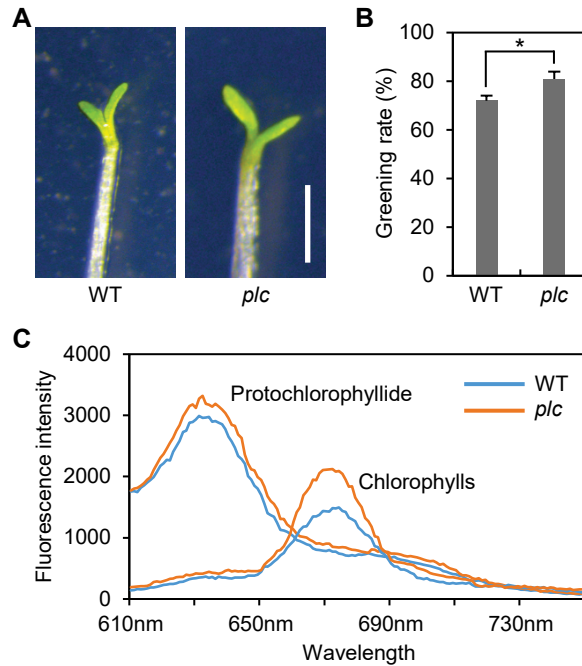 A
WT
plc
B
Greening rate (%)
100
80
60
40
20
0
*
WT
plc
C
Fluorescence intensity
4000
3000
2000
1000
0
Protochlorophyllide
Chlorophylls
WT
plc
610nm
650nm
690nm
730nm
Wavelength